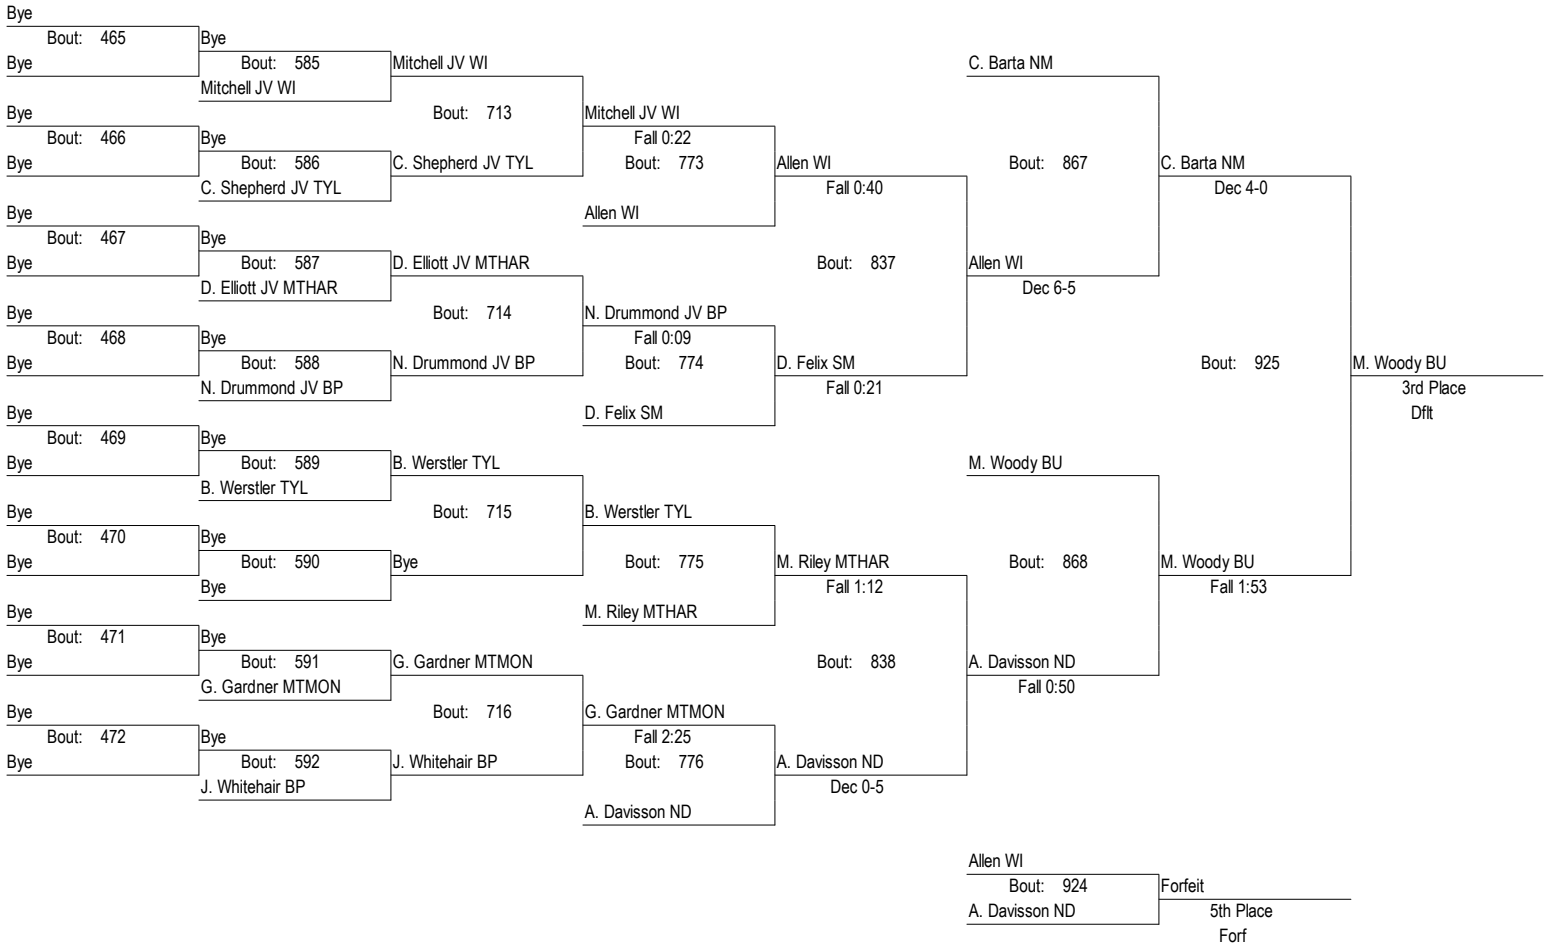 Bye
Bout: 465
Bye
Bye
Bout: 466
Bye
Bye
Bout: 467
Bye
Bye
Bout: 468
Bye
Bye
Bout: 469
Bye
Bye
Bout: 470
Bye
Bye
Bout: 471
Bye
Bye
Bout: 472
Bye
Bye
Bout: 585
Mitchell JV WI
Bye
Bout: 586
C. Shepherd JV TYL
Bye
Bout: 587
D. Elliott JV MTHAR
Bye
Bout: 588
N. Drummond JV BP
Bye
Bout: 589
B. Werstler TYL
Bye
Bout: 590
Bye
Bye
Bout: 591
G. Gardner MTMON
Bye
Bout: 592
J. Whitehair BP
Mitchell JV WI
Bout: 713
C. Shepherd JV TYL
D. Elliott JV MTHAR
Bout: 714
N. Drummond JV BP
B. Werstler TYL
Bout: 715
Bye
G. Gardner MTMON
Bout: 716
J. Whitehair BP
Mitchell JV WI
Fall 0:22
Bout: 773
Allen WI
N. Drummond JV BP
Fall 0:09
Bout: 774
D. Felix SM
B. Werstler TYL
Bout: 775
M. Riley MTHAR
G. Gardner MTMON
Fall 2:25
Bout: 776
A. Davisson ND
Allen WI
Fall 0:40
Bout: 837
D. Felix SM
Fall 0:21
M. Riley MTHAR
Fall 1:12
Bout: 838
A. Davisson ND
Dec 0-5
C. Barta NM
Bout: 867
Allen WI
Dec 6-5
M. Woody BU
Bout: 868
A. Davisson ND
Fall 0:50
C. Barta NM
Dec 4-0
Bout: 925
M. Woody BU
Fall 1:53
M. Woody BU
3rd Place
Dflt
Allen WI
Bout: 924
A. Davisson ND
Forfeit
5th Place
Forf